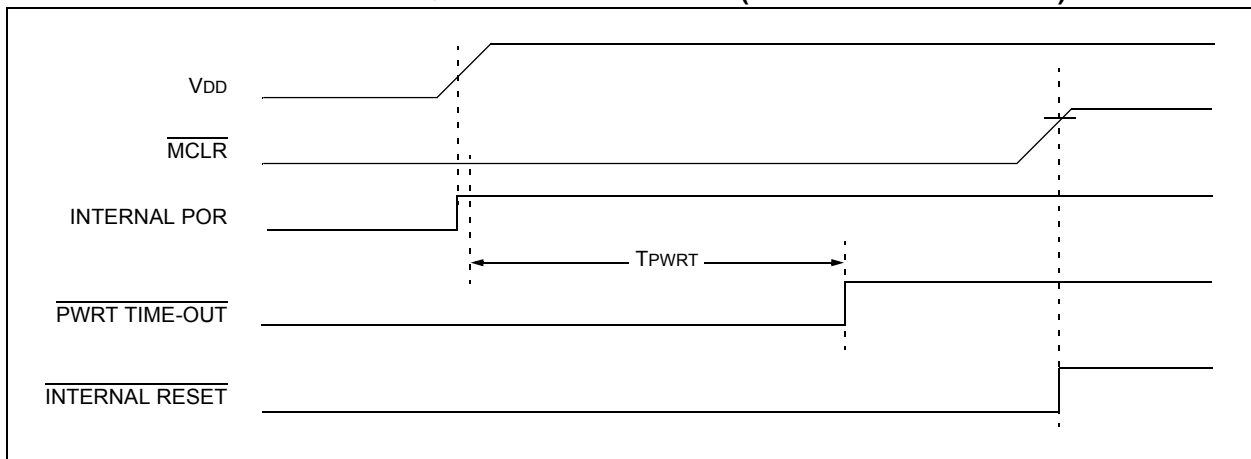 VDD
MCLR
INTERNAL POR
TPWRT
PWRT TIME-OUT
INTERNAL RESET